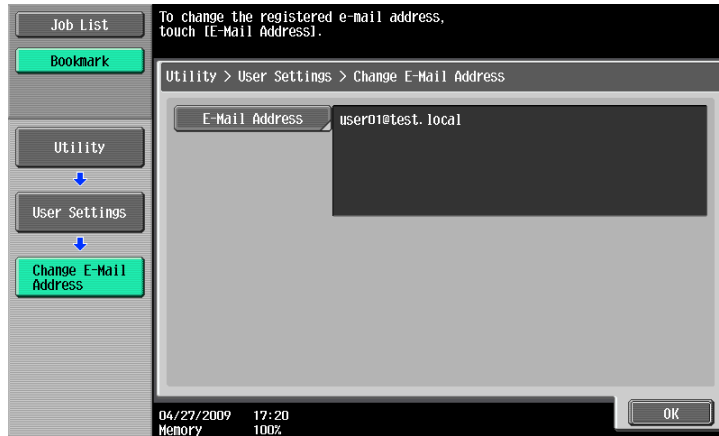 Job List
Bookmark
Utility
User Settings
Change E-Mail
Address
To change the registered e-mail address,
touch [E-Mail Address].
Utility > User Settings > Change E-Mail Address
E-Mail Address
user01@test.local
04/27/2009 17:20
Memory 100%
OK